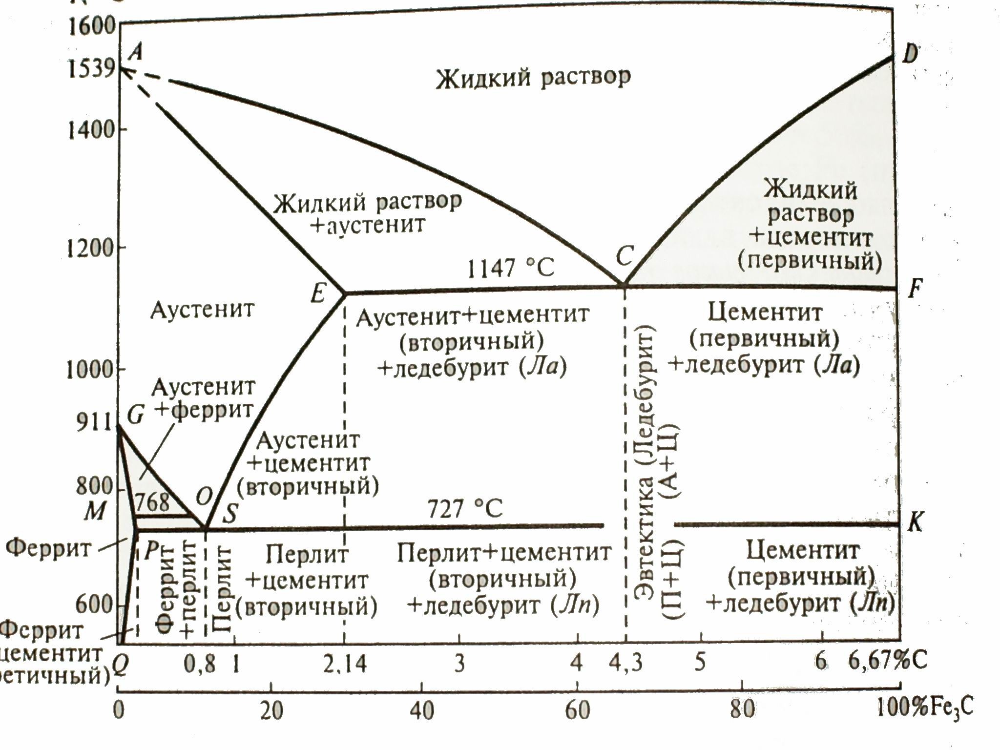 1600
A
1539
D
Жидкий раствор
1400
Жидкий раствор
+аустенит
Жидкий
раствор
+цементит
(первичный)
1200
C
1147 °C
E
F
Аустенит
Аустенит+цементит
(вторичный)
+ледебурит (Ла)
Цементит
(первичный)
+ледебурит (Ла)
1000
Аустенит
+феррит
G
911
Аустенит
+цементит
(вторичный)
Эвтектика (Ледебурит)
(А+Ц)
(П+Ц)
800
768
O
M
S
727 °C
K
Феррит
P
Феррит
+перлит
Перлит
Перлит
+цементит
(вторичный)
Перлит+цементит
(вторичный)
+ледебурит (Лп)
Цементит
(первичный)
+ледебурит (Лп)
600
Феррит
цементит
етичный)
Q
0,8 1 2,14 3 4 4,3 5 6 6,67%C
0 20 40 60 80 100%Fe₃C